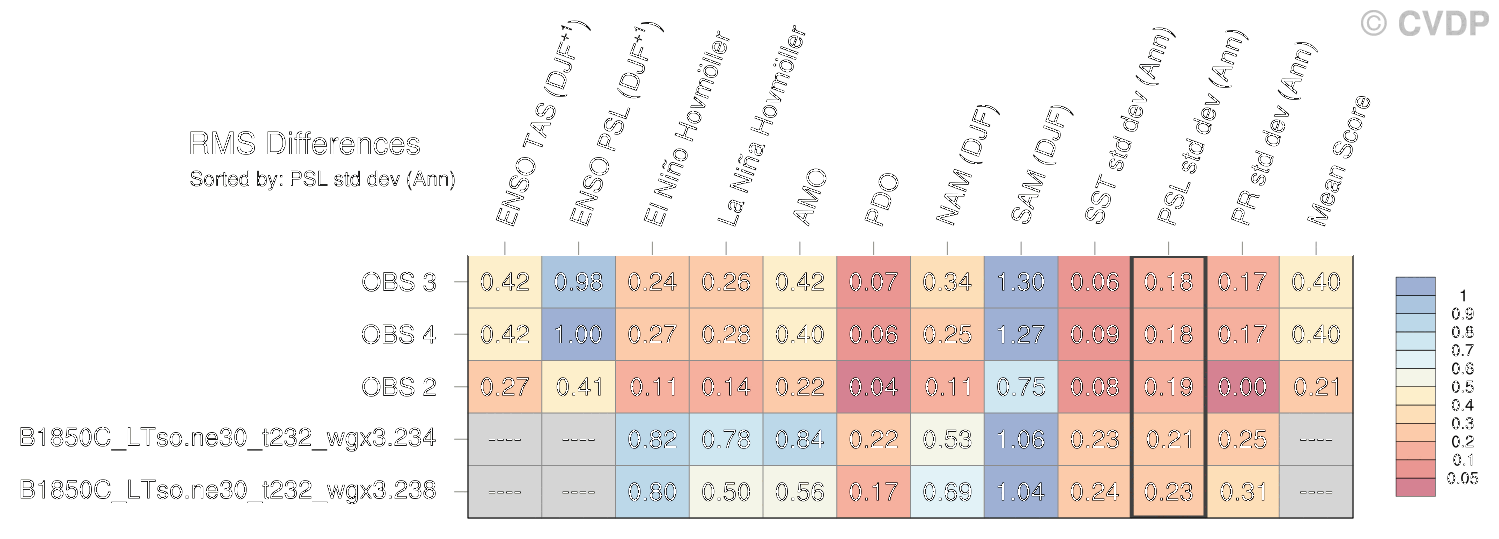 © CVDP
RMS Differences
Sorted by: PSL std dev (Ann)
ENSO TAS (DJF+1)
ENSO PSL (DJF+1)
El Niño Hovmöller
La Niña Hovmöller
AMO
PDO
NAM (DJF)
SAM (DJF)
SST std dev (Ann)
PSL std dev (Ann)
PR std dev (Ann)
Mean Score
OBS 3 0.42 0.98 0.24 0.26 0.42 0.07 0.34 1.30 0.06 0.18 0.17 0.40
OBS 4 0.42 1.00 0.27 0.28 0.40 0.06 0.25 1.27 0.09 0.18 0.17 0.40
OBS 2 0.27 0.41 0.11 0.14 0.22 0.04 0.11 0.75 0.08 0.19 0.00 0.21
B1850C_LTso.ne30_t232_wgx3.234 ---- ---- 0.82 0.78 0.84 0.22 0.53 1.06 0.23 0.21 0.25 ----
B1850C_LTso.ne30_t232_wgx3.238 ---- ---- 0.80 0.50 0.56 0.17 0.69 1.04 0.24 0.23 0.31 ----
1
0.9
0.8
0.7
0.6
0.5
0.4
0.3
0.2
0.1
0.05